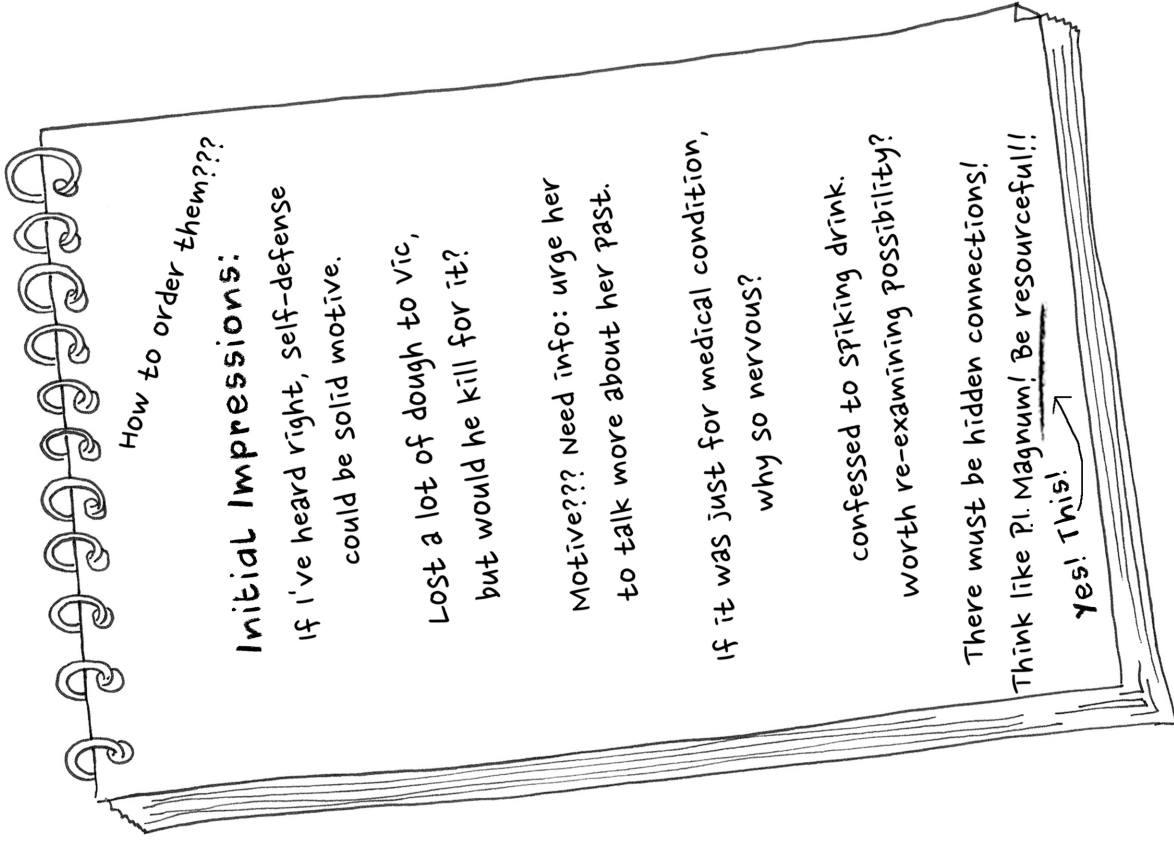 How to order them???
Initial Impressions:
If I've heard right, self-defense
could be solid motive.
Lost a lot of dough to Vic,
but would he kill for it?
Motive??? Need info: urge her
to talk more about her past.
If it was just for medical condition,
why so nervous?
confessed to spiking drink.
worth re-examining possibility?
There must be hidden connections!
Think like P.I. Magnum! Be resourceful!!
Yes! This!